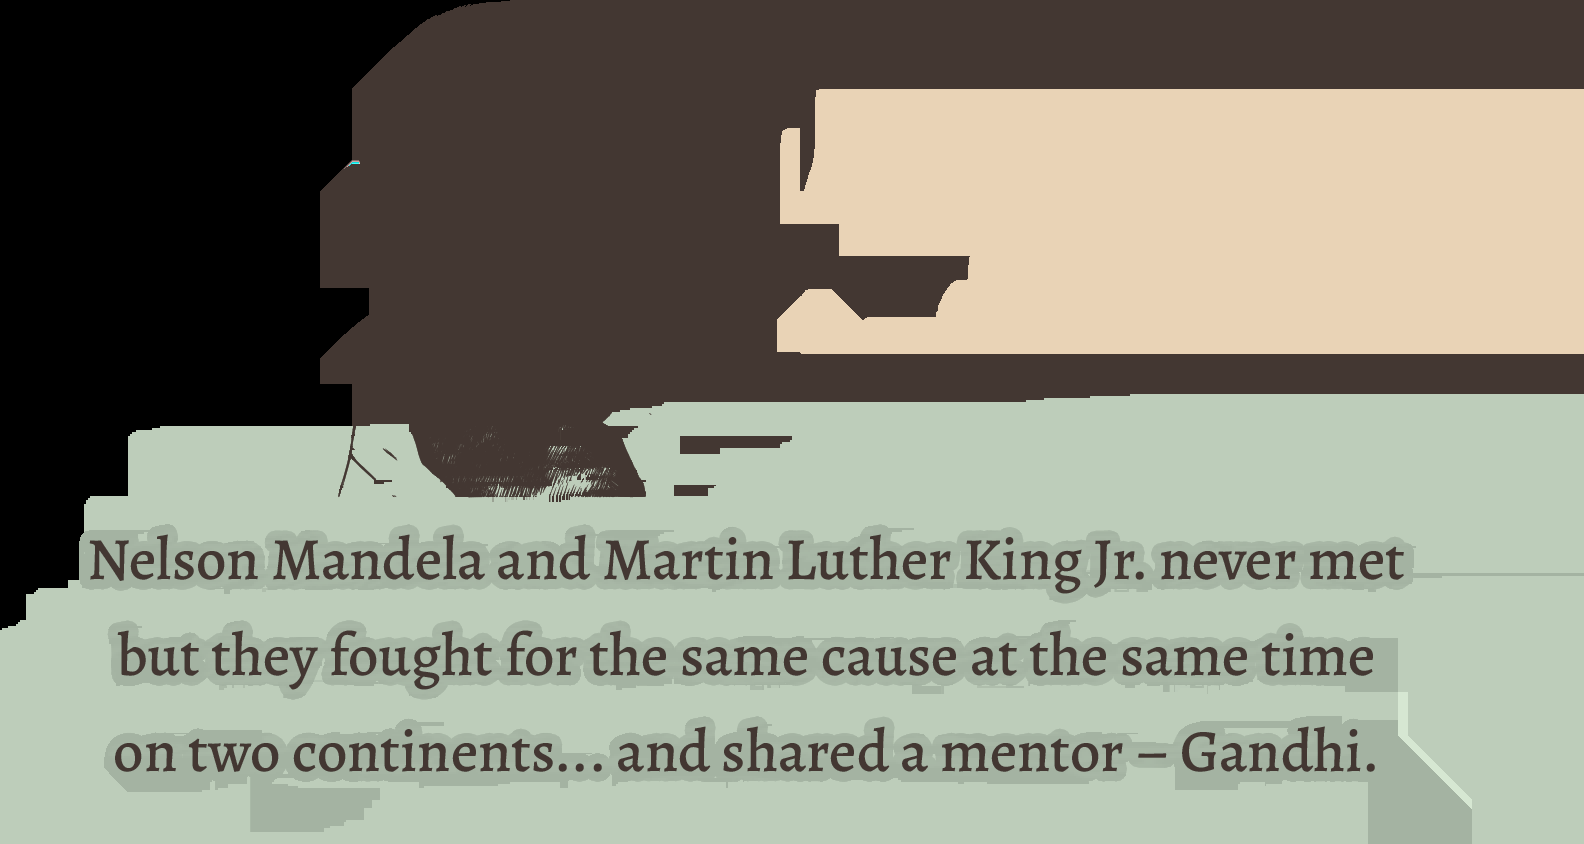 Nelson Mandela and Martin Luther King Jr. never met
but they fought for the same cause at the same time
on two continents... and shared a mentor – Gandhi.